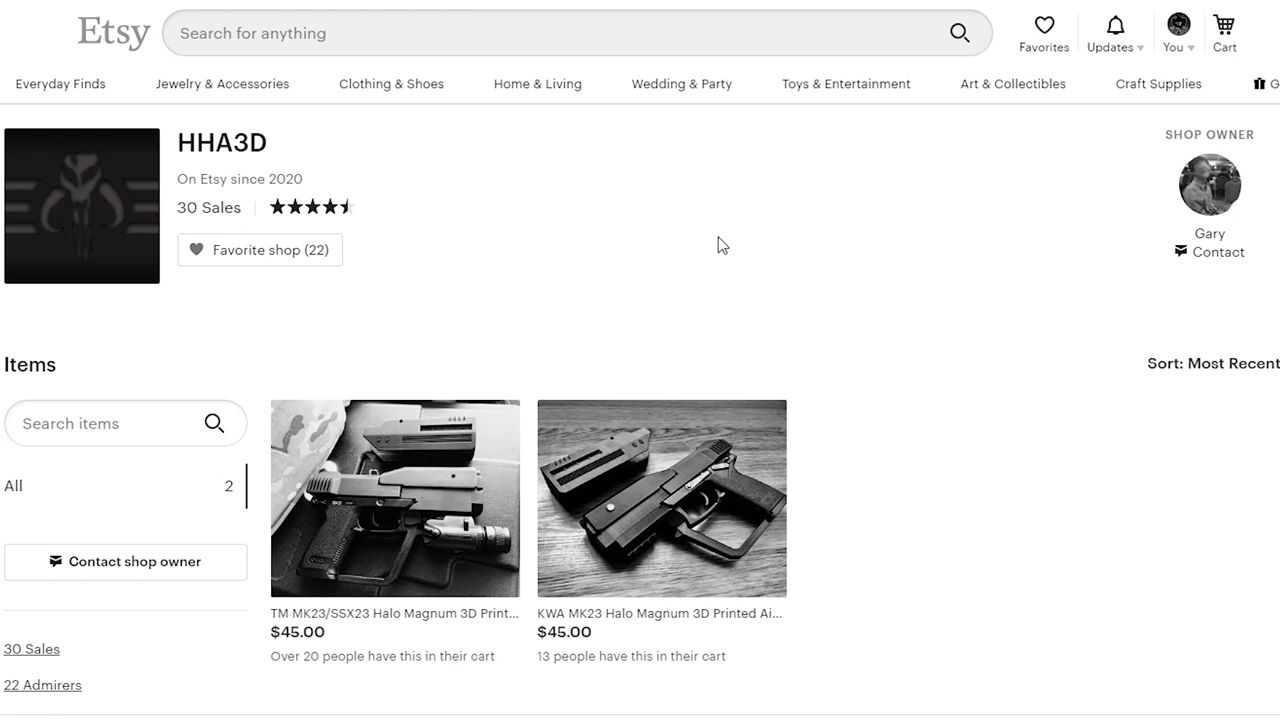 Etsy
Search for anything
Favorites
Updates
You
Cart
Everyday Finds
Jewelry & Accessories
Clothing & Shoes
Home & Living
Wedding & Party
Toys & Entertainment
Art & Collectibles
Craft Supplies
G
HHA3D
On Etsy since 2020
30 Sales
Favorite shop (22)
SHOP OWNER
Gary
Contact
Items
Sort: Most Recent
Search items
All 2
Contact shop owner
30 Sales
22 Admirers
TM MK23/SSX23 Halo Magnum 3D Print...
$45.00
Over 20 people have this in their cart
KWA MK23 Halo Magnum 3D Printed Ai...
$45.00
13 people have this in their cart